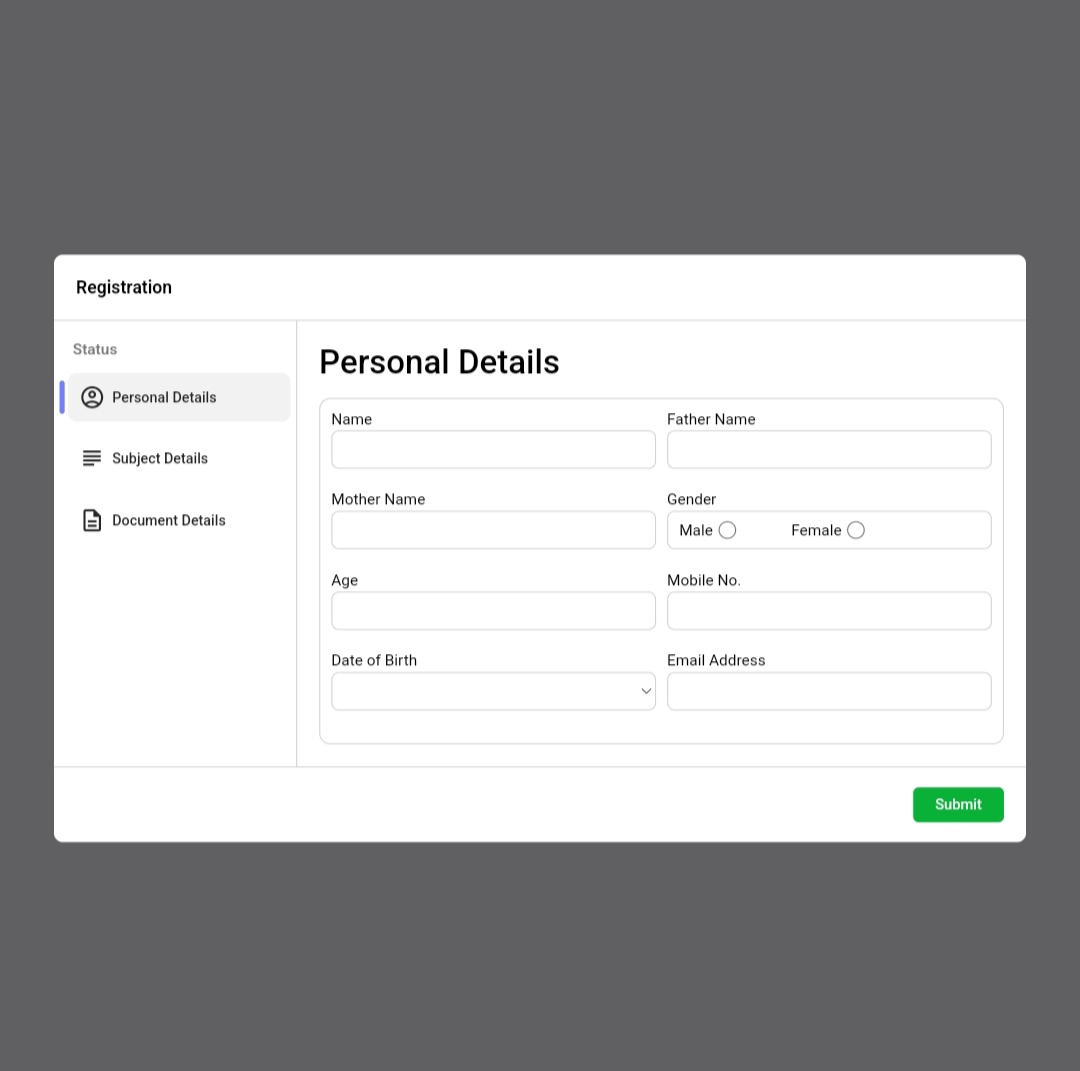 Registration
Status
Personal Details
Subject Details
Document Details
Personal Details
Name
Father Name
Mother Name
Gender
Male
Female
Age
Mobile No.
Date of Birth
Email Address
Submit